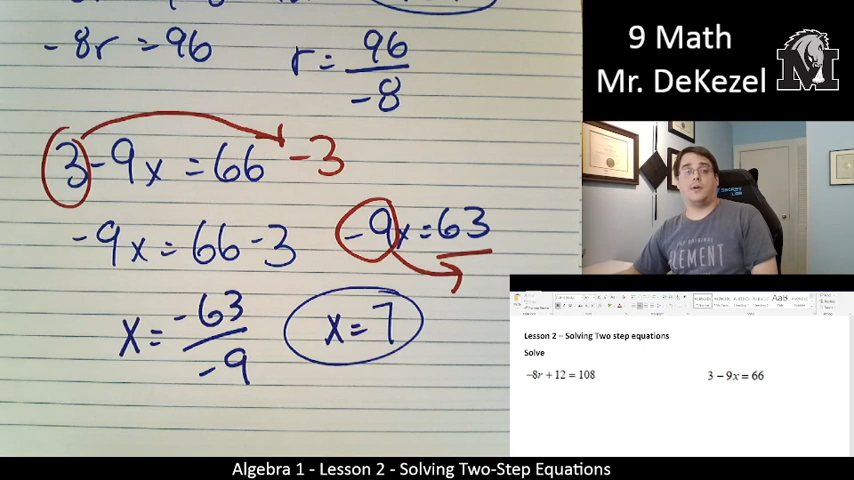 -8r = 96
r = 96/-8
3 - 9x = 66 - 3
-9x = 66 - 3
-9x = 63
x = -63/-9
x = 7
9 Math
Mr. DeKezel
M
ELEMENT
Lesson 2 – Solving Two step equations
Solve
-8r + 12 = 108
3 - 9x = 66
Algebra 1 - Lesson 2 - Solving Two-Step Equations